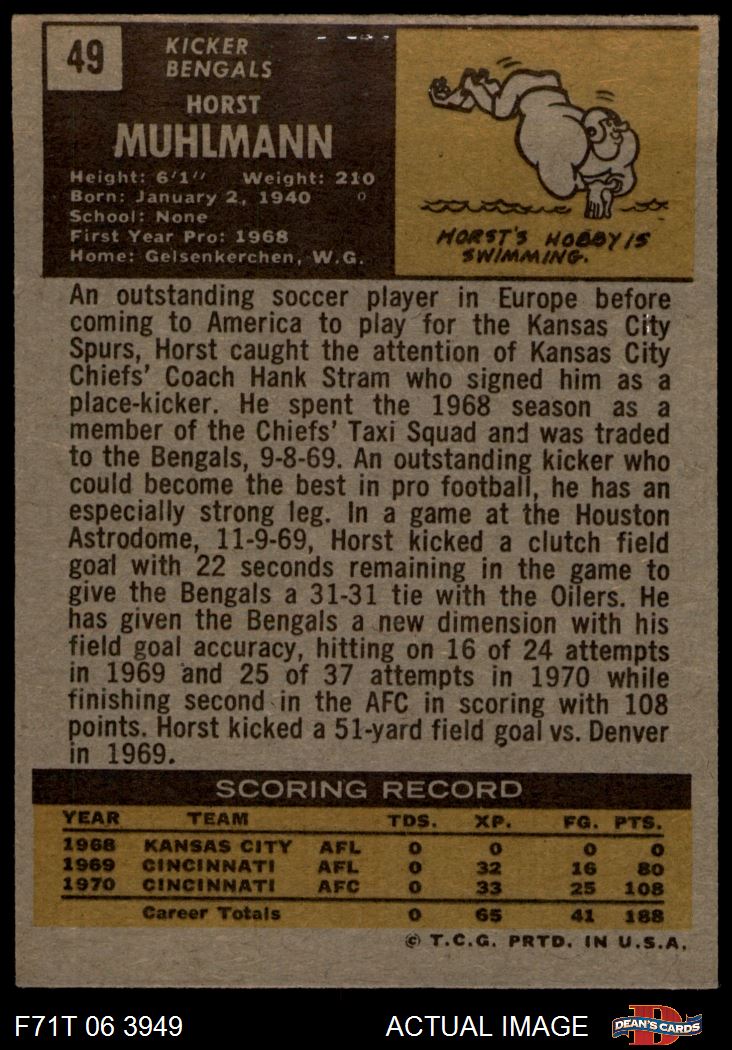 49
KICKER
BENGALS
HORST
MUHLMANN
Height: 6'1" Weight: 210
Born: January 2, 1940
School: None
First Year Pro: 1968
Home: Gelsenkerchen, W.G.
HORST'S HOBBY IS
SWIMMING.
An outstanding soccer player in Europe before
coming to America to play for the Kansas City
Spurs, Horst caught the attention of Kansas City
Chiefs' Coach Hank Stram who signed him as a
place-kicker. He spent the 1968 season as a
member of the Chiefs' Taxi Squad and was traded
to the Bengals, 9-8-69. An outstanding kicker who
could become the best in pro football, he has an
especially strong leg. In a game at the Houston
Astrodome, 11-9-69, Horst kicked a clutch field
goal with 22 seconds remaining in the game to
give the Bengals a 31-31 tie with the Oilers. He
has given the Bengals a new dimension with his
field goal accuracy, hitting on 16 of 24 attempts
in 1969 and 25 of 37 attempts in 1970 while
finishing second in the AFC in scoring with 108
points. Horst kicked a 51-yard field goal vs. Denver
in 1969.
SCORING RECORD
YEAR TEAM TDS. XP. FG. PTS.
1968 KANSAS CITY AFL 0 0 0 0
1969 CINCINNATI AFL 0 32 16 80
1970 CINCINNATI AFC 0 33 25 108
Career Totals 0 65 41 188
© T.C.G. PRTD. IN U.S.A.
F71T 06 3949 ACTUAL IMAGE
D
DEAN'S CARDS